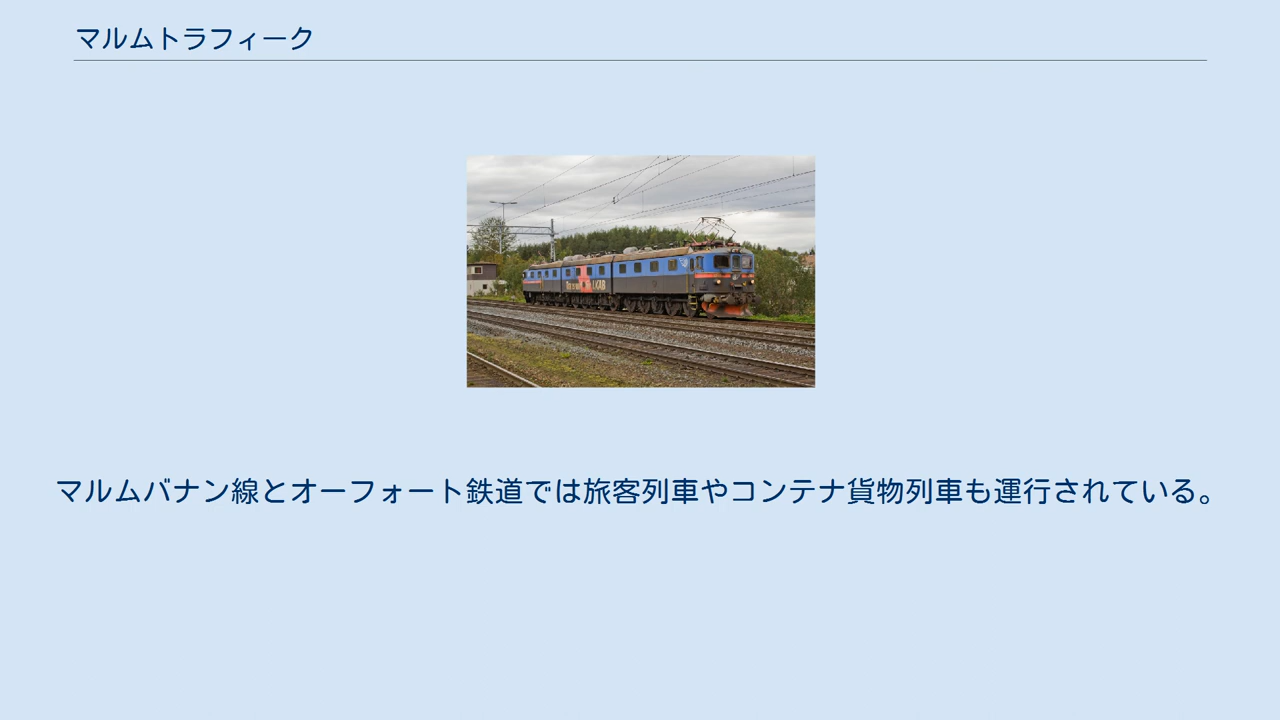 マルムトラフィーク
LKAB
マルムバナン線とオーフォート鉄道では旅客列車やコンテナ貨物列車も運行されている。